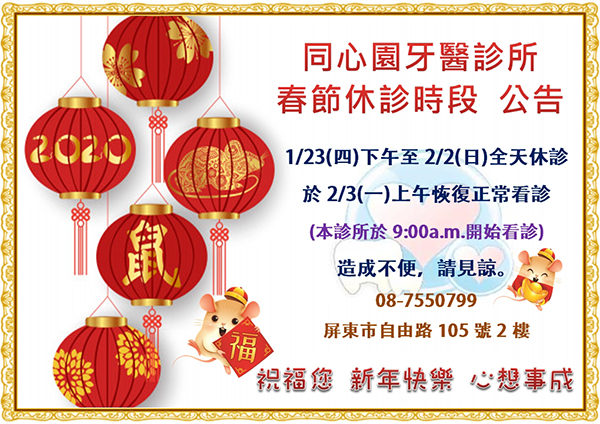 同心園牙醫診所
春節休診時段 公告
2020
1/23(四)下午至 2/2(日)全天休診
於 2/3(一)上午恢復正常看診
(本診所於 9:00a.m.開始看診)
鼠
造成不便，請見諒。
08-7550799
屏東市自由路 105 號 2 樓
福
祝福您 新年快樂 心想事成